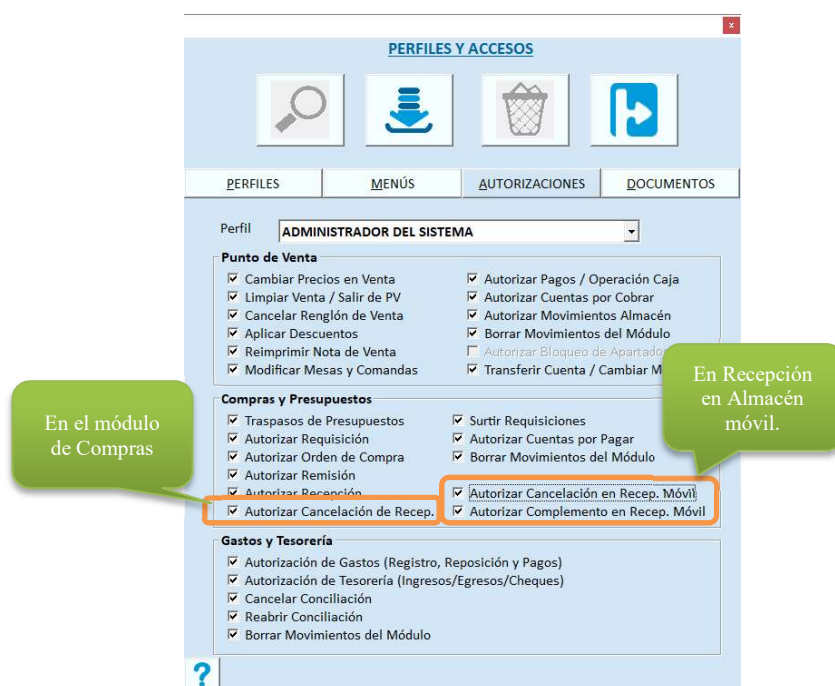 x
PERFILES Y ACCESOS
PERFILES
MENÚS
AUTORIZACIONES
DOCUMENTOS
Perfil
ADMINISTRADOR DEL SISTEMA
Punto de Venta
Cambiar Precios en Venta
Autorizar Pagos / Operación Caja
Limpiar Venta / Salir de PV
Autorizar Cuentas por Cobrar
Cancelar Renglón de Venta
Autorizar Movimientos Almacén
Aplicar Descuentos
Borrar Movimientos del Módulo
Reimprimir Nota de Venta
Autorizar Bloqueo de Apartado
Modificar Mesas y Comandas
Transferir Cuenta / Cambiar M
En Recepción
en Almacén
móvil.
En el módulo
de Compras
Compras y Presupuestos
Traspasos de Presupuestos
Surtir Requisiciones
Autorizar Requisición
Autorizar Cuentas por Pagar
Autorizar Orden de Compra
Borrar Movimientos del Módulo
Autorizar Remisión
Autorizar Recepción
Autorizar Cancelación en Recep. Móvil
Autorizar Cancelación de Recep.
Autorizar Complemento en Recep. Móvil
Gastos y Tesorería
Autorización de Gastos (Registro, Reposición y Pagos)
Autorización de Tesorería (Ingresos/Egresos/Cheques)
Cancelar Conciliación
Reabrir Conciliación
Borrar Movimientos del Módulo
?